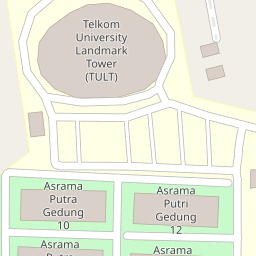 Telkom
University
Landmark
Tower
(TULT)
Asrama
Putra
Gedung
10
Asrama
Putri
Gedung
12
Asrama
Asrama